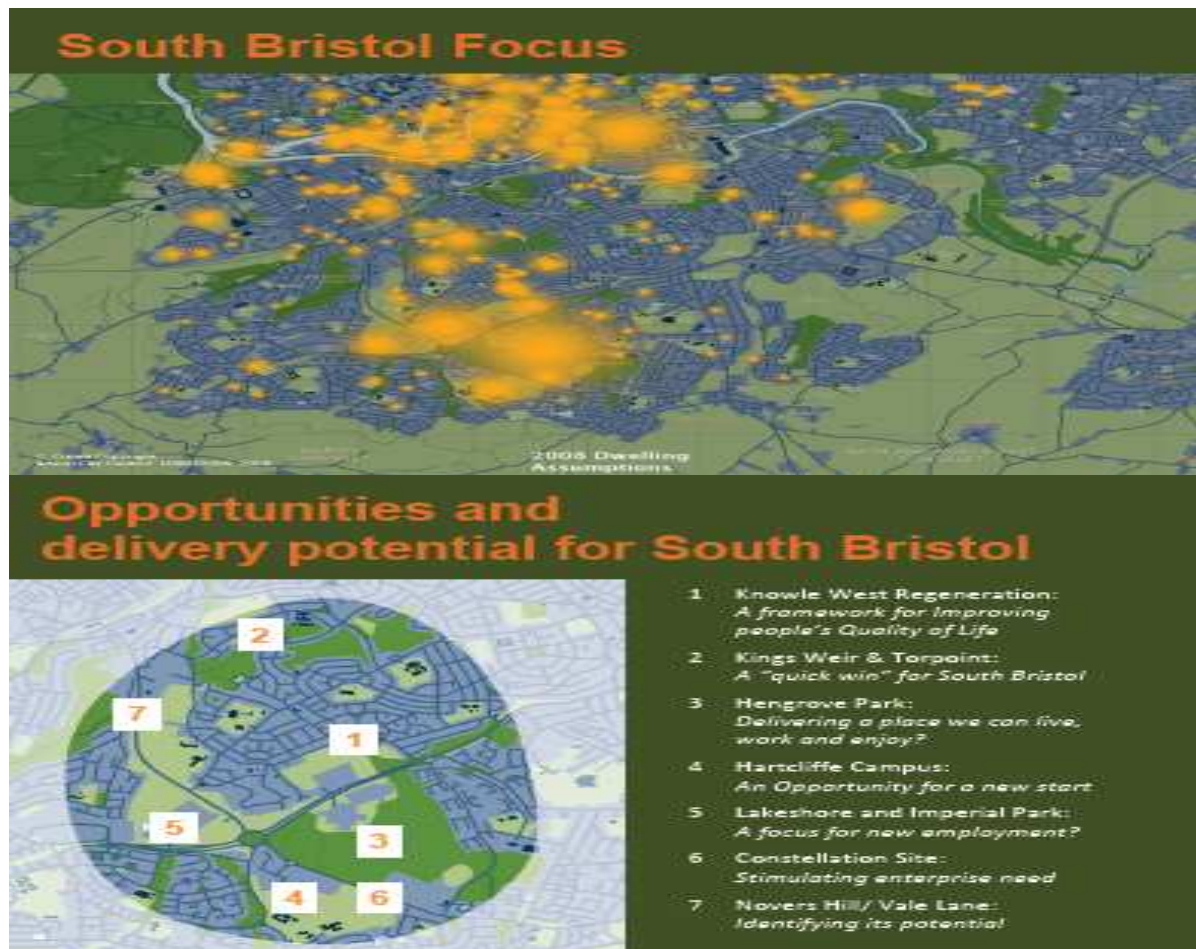 South Bristol Focus
2008 Dwelling
Assumptions
Opportunities and
delivery potential for South Bristol
2
7
1
5
3
4
6
1 Knowle West Regeneration:
A framework for Improving
people's Quality of Life
2 Kings Weir & Torpoint:
A "quick win" for South Bristol
3 Hengrove Park:
Delivering a place we can live,
work and enjoy?
4 Hartcliffe Campus:
An Opportunity for a new start
5 Lakeshore and Imperial Park:
A focus for new employment?
6 Constellation Site:
Stimulating enterprise need
7 Novers Hill/ Vale Lane:
Identifying its potential